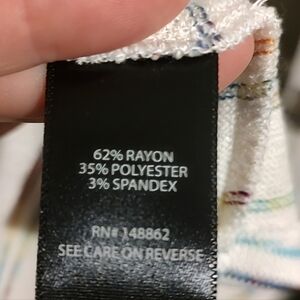 62% RAYON
35% POLYESTER
3% SPANDEX
RN# 148862
SEE CARE ON REVERSE